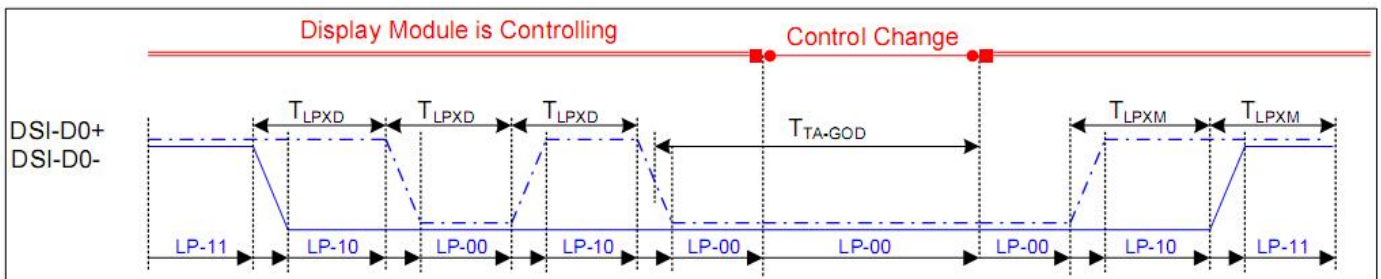 Display Module is Controlling Control Change
TLPXD TLPXD TLPXD TLPXM TLPXM
DSI-D0+
TTA-GOD
DSI-D0-
LP-11 LP-10 LP-00 LP-10 LP-00 LP-00 LP-00 LP-10 LP-11